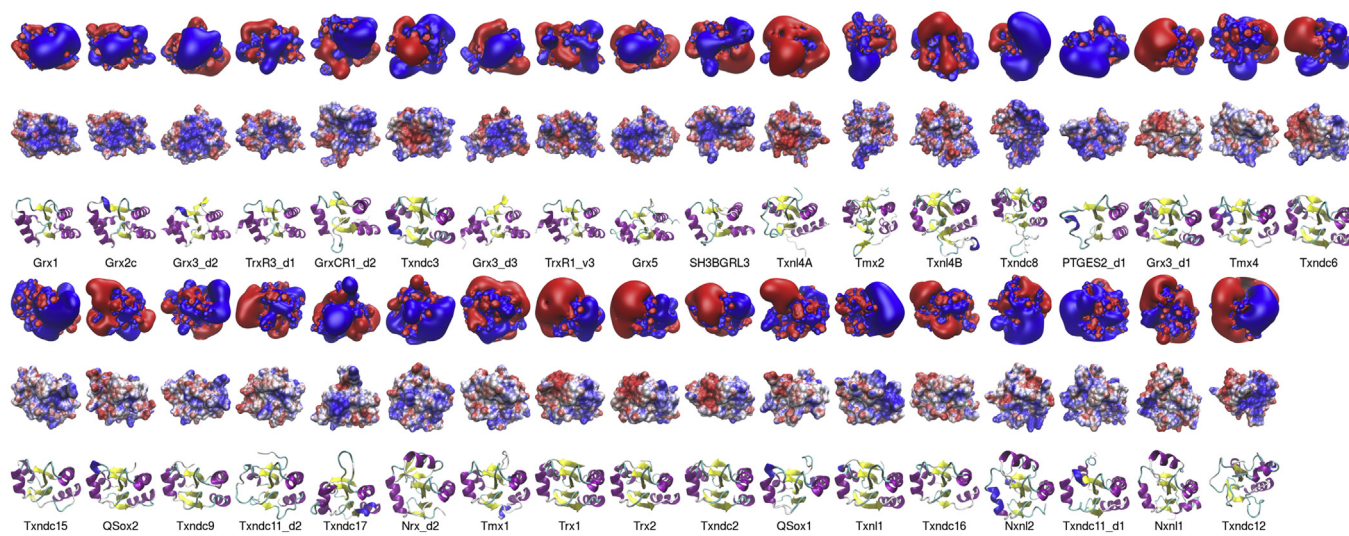 Grx1 Grx2c Grx3_d2 TrxR3_d1 GrxCR1_d2 Txndc3 Grx3_d3 TrxR1_v3 Grx5 SH3BGRL3 Txnl4A Tmx2 Txnl4B Txndc8 PTGES2_d1 Grx3_d1 Tmx4 Txndc6
Txndc15 QSox2 Txndc9 Txndc11_d2 Txndc17 Nrx_d2 Tmx1 Trx1 Trx2 Txndc2 QSox1 Txnl1 Txndc16 Nxnl2 Txndc11_d1 Nxnl1 Txndc12